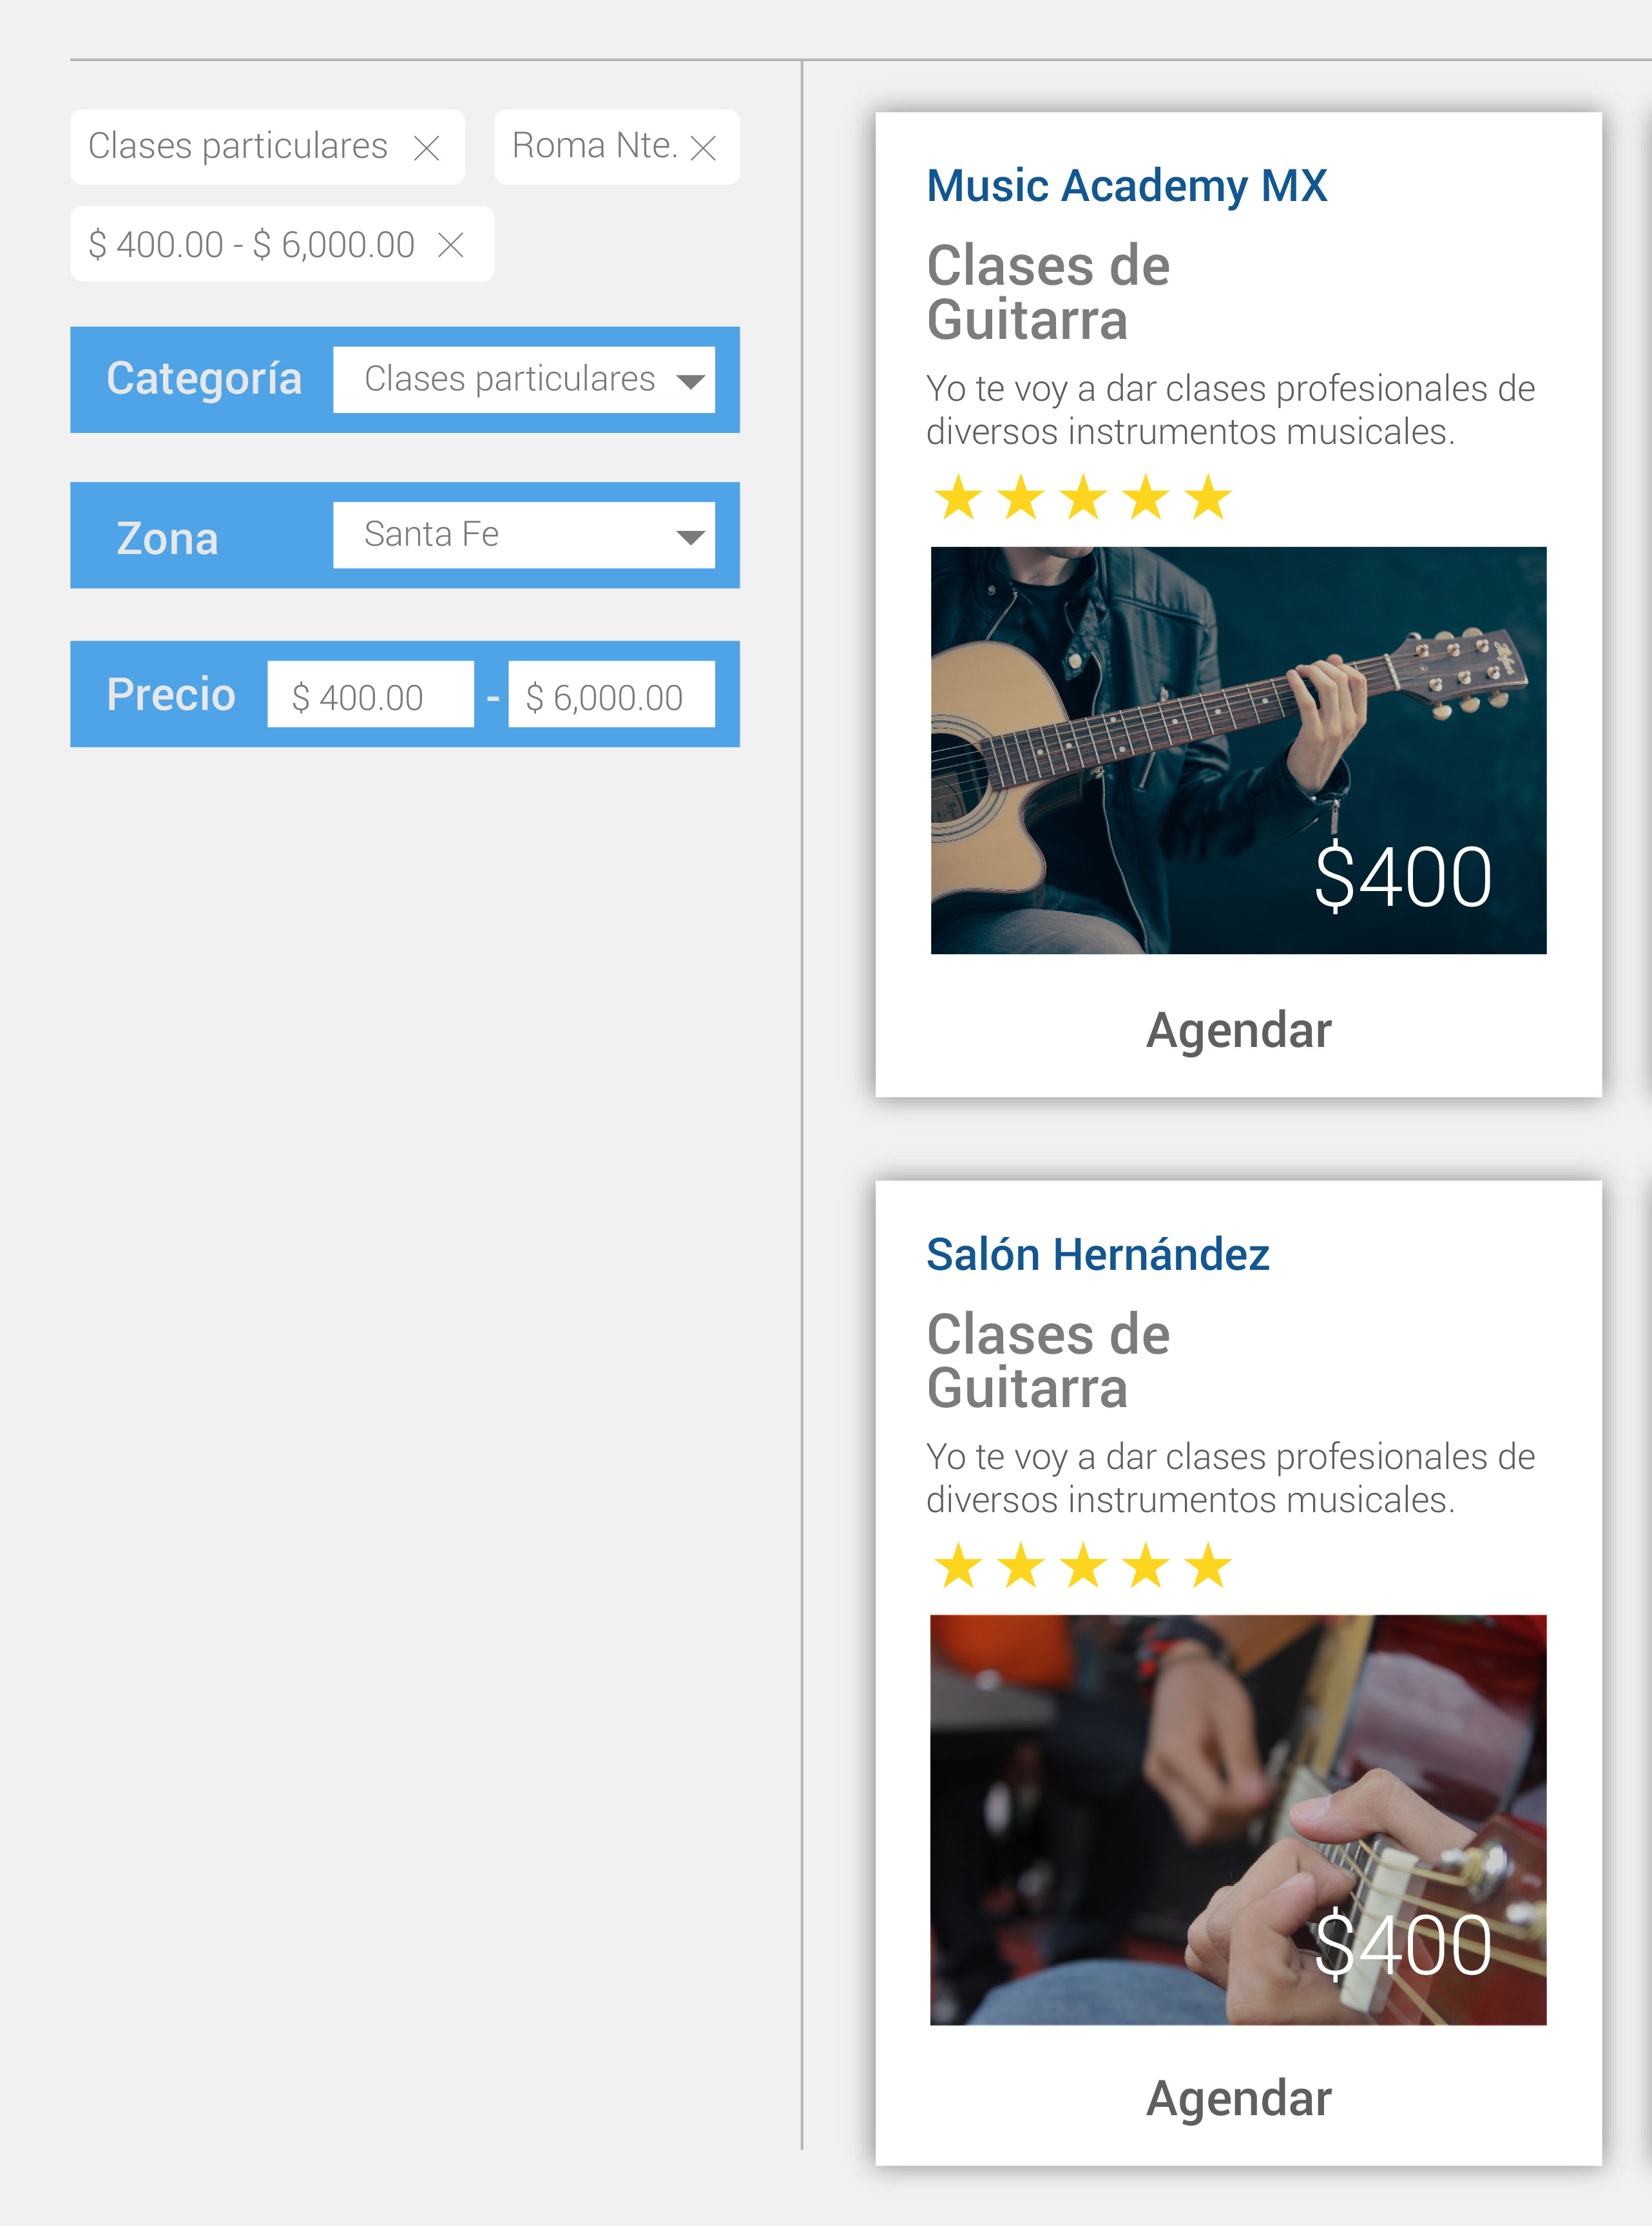 Clases particulares
Roma Nte.
$ 400.00 - $ 6,000.00
Categoría
Clases particulares
Zona
Santa Fe
Precio
$ 400.00 - $ 6,000.00
Music Academy MX
Clases de
Guitarra
Yo te voy a dar clases profesionales de
diversos instrumentos musicales.
$400
Agendar
Salón Hernández
Clases de
Guitarra
Yo te voy a dar clases profesionales de
diversos instrumentos musicales.
$400
Agendar